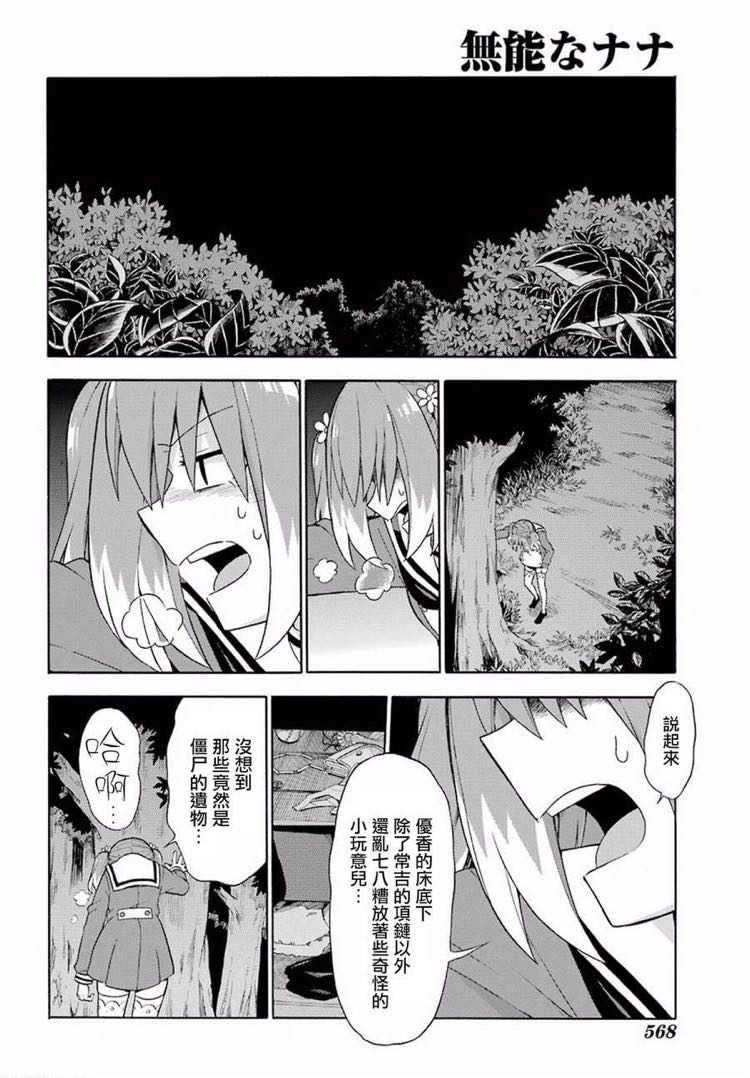 無能なナナ
說起來
優香的床底下
除了常吉的項鏈以外
還亂七八糟放著些奇怪的
小玩意兒…
沒想到
那些竟然是
僵尸的遺物…
哈
啊…
568